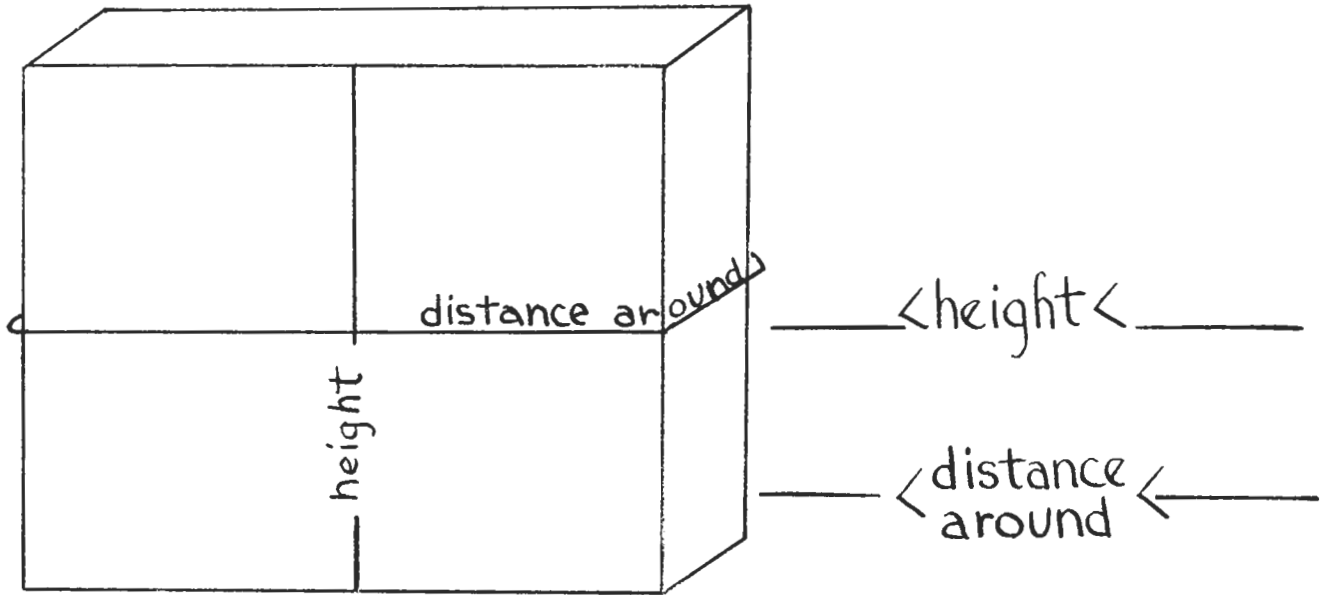 distance around
height
<height<
<distance<
around